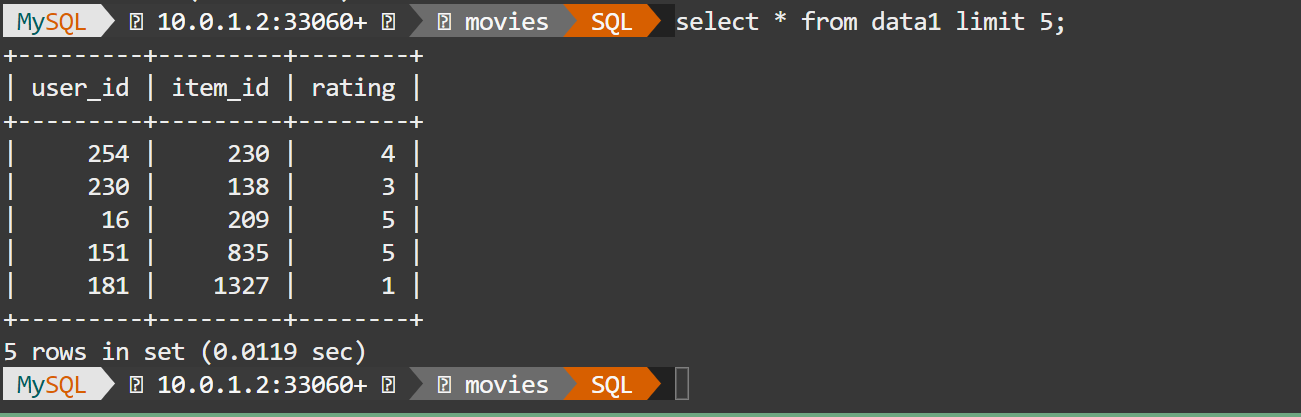 MySQL 10.0.1.2:33060+ movies SQL select * from data1 limit 5;
+---------+---------+--------+
| user_id | item_id | rating |
+---------+---------+--------+
|     254 |     230 |      4 |
|     230 |     138 |      3 |
|      16 |     209 |      5 |
|     151 |     835 |      5 |
|     181 |    1327 |      1 |
+---------+---------+--------+
5 rows in set (0.0119 sec)
MySQL 10.0.1.2:33060+ movies SQL